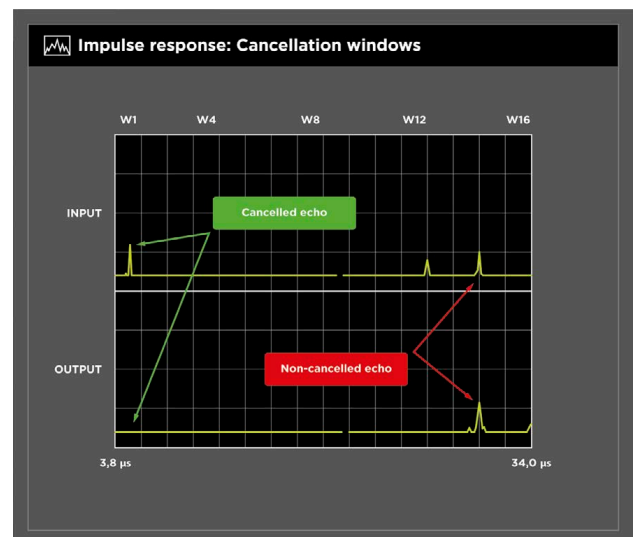 Impulse response: Cancellation windows
W1 W4 W8 W12 W16
INPUT
Cancelled echo
Non-cancelled echo
OUTPUT
3,8 µs 34,0 µs